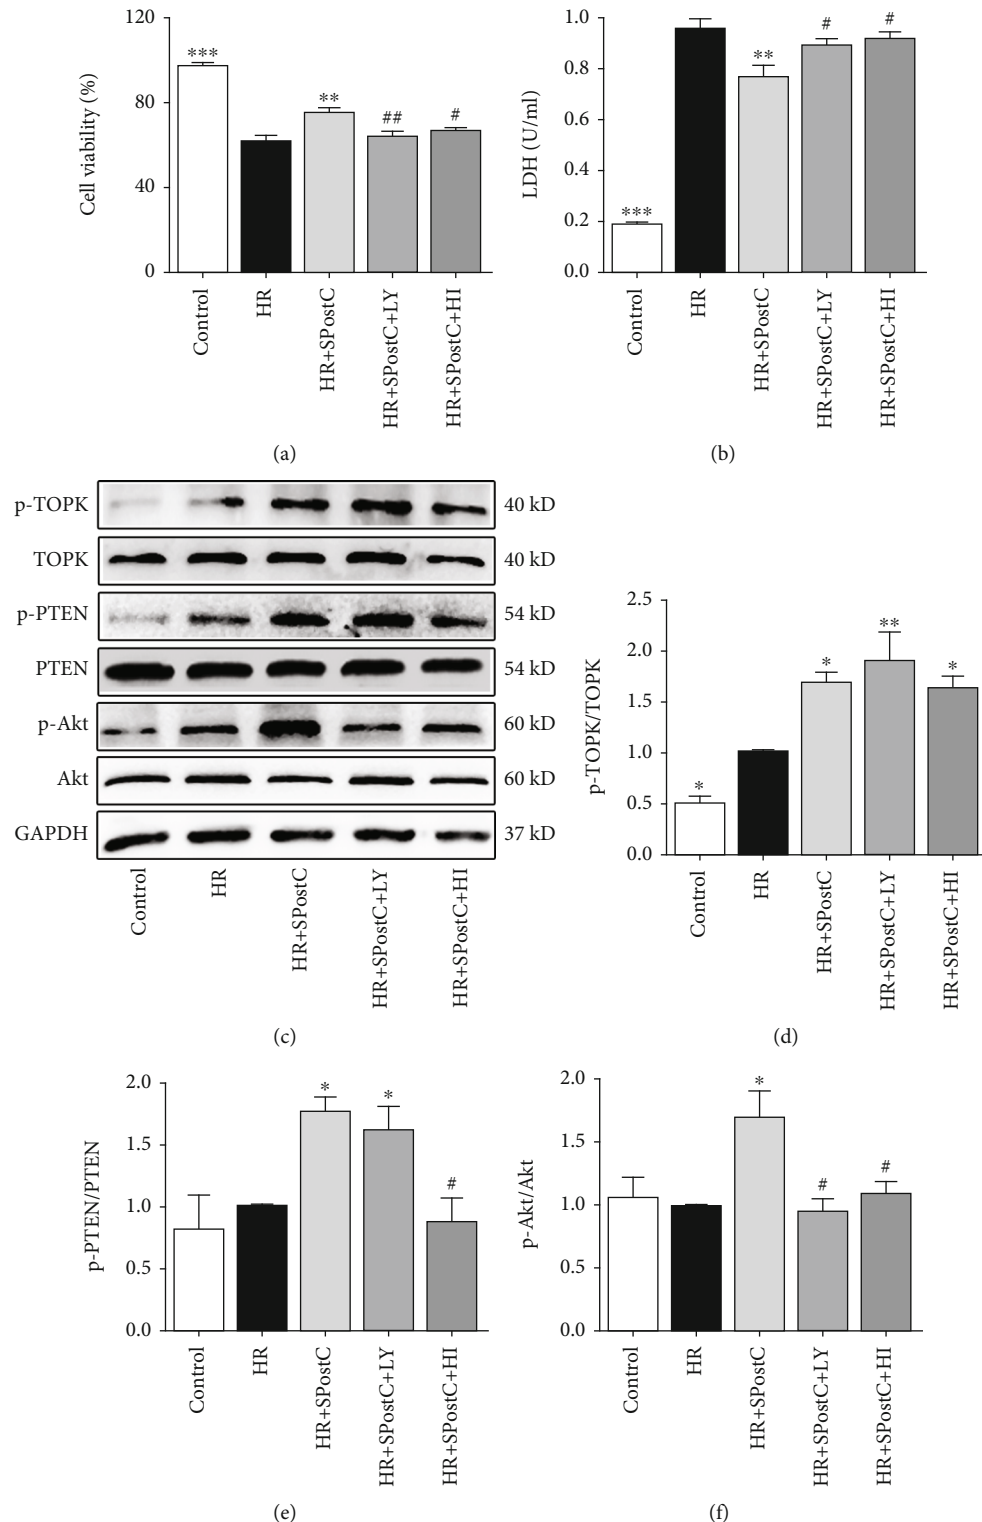 120
80
40
0
Cell viability (%)
***
**
##
#
Control
HR
HR+SPostC
HR+SPostC+LY
HR+SPostC+HI
(a)
1.0
0.8
0.6
0.4
0.2
0.0
LDH (U/ml)
***
**
#
#
Control
HR
HR+SPostC
HR+SPostC+LY
HR+SPostC+HI
(b)
p-TOPK 40 kD
TOPK 40 kD
p-PTEN 54 kD
PTEN 54 kD
p-Akt 60 kD
Akt 60 kD
GAPDH 37 kD
Control
HR
HR+SPostC
HR+SPostC+LY
HR+SPostC+HI
(c)
2.5
2.0
1.5
1.0
0.5
0.0
p-TOPK/TOPK
*
*
**
*
Control
HR
HR+SPostC
HR+SPostC+LY
HR+SPostC+HI
(d)
2.0
1.5
1.0
0.5
0.0
p-PTEN/PTEN
*
*
#
Control
HR
HR+SPostC
HR+SPostC+LY
HR+SPostC+HI
(e)
2.0
1.5
1.0
0.5
0.0
p-Akt/Akt
*
#
#
Control
HR
HR+SPostC
HR+SPostC+LY
HR+SPostC+HI
(f)